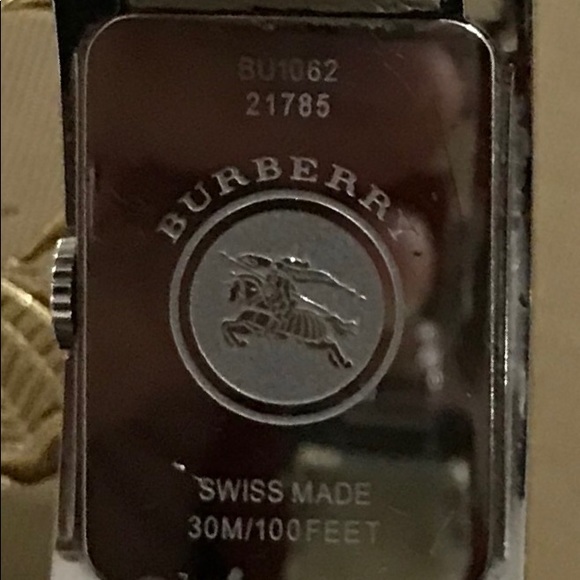 BU1062
21785
BURBERRY
SWISS MADE
30M/100FEET